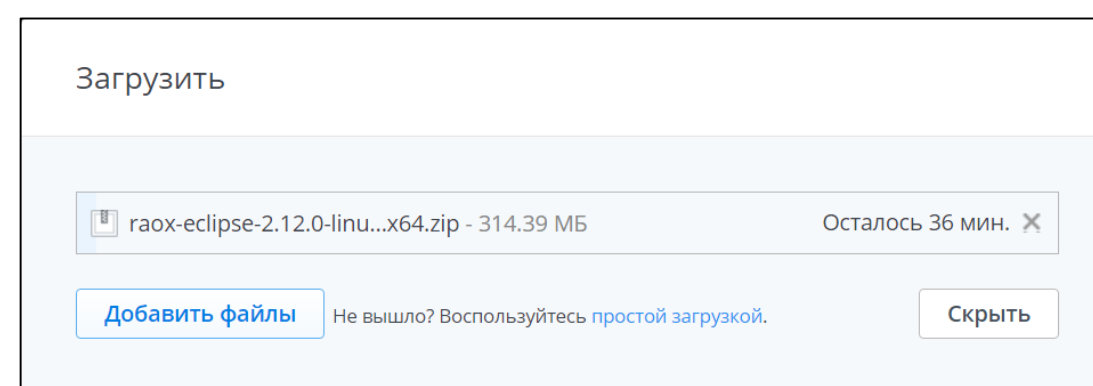 Загрузить
raox-eclipse-2.12.0-linu...x64.zip - 314.39 МБ Осталось 36 мин.
Добавить файлы Не вышло? Воспользуйтесь простой загрузкой. Скрыть